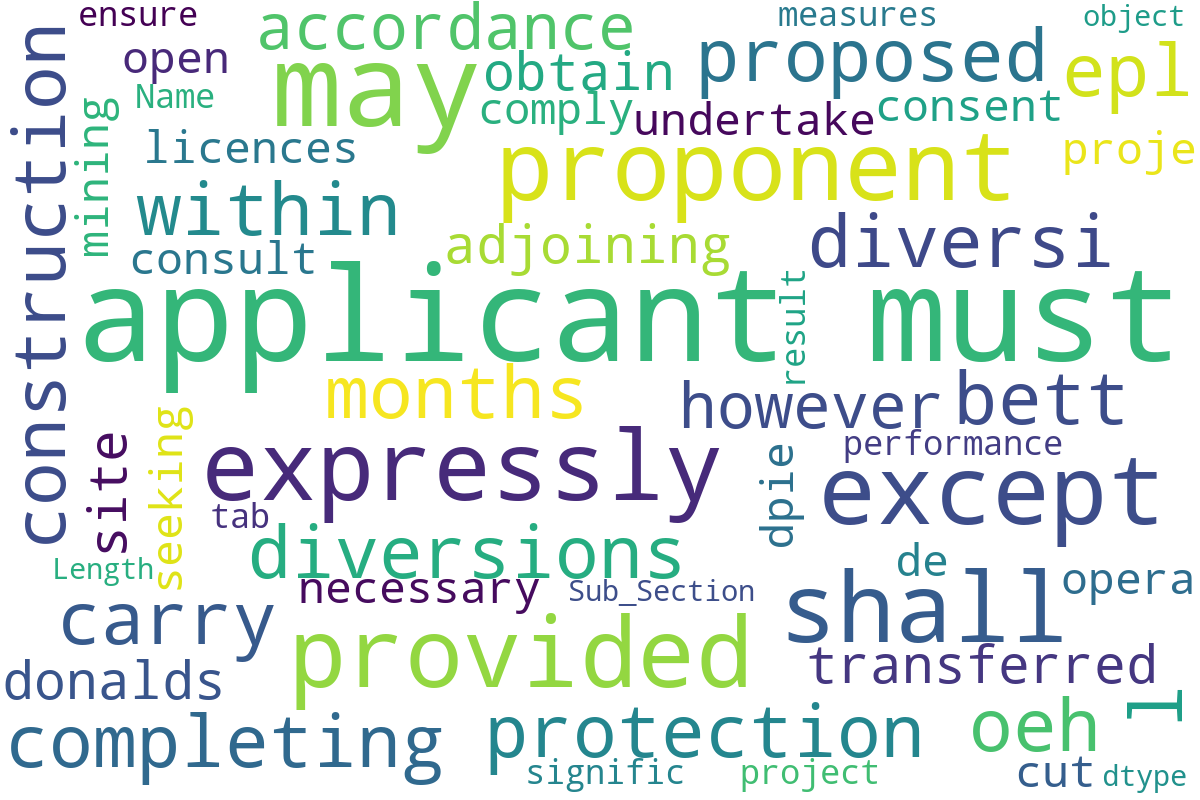 ensure
accordance
measures
object
construction
open
may
obtain
proposed
epl
Name
comply
undertake
consent
mining
licences
proponent
proje
within
adjoining
diversi
consult
applicant
must
result
months
however
bett
site
seeking
expressly
performance
except
dpie
tab
diversions
Length
necessary
Sub_Section
de
opera
carry
provided
shall
transferred
donalds
completing
protection
oeh
l
signific
project
cut
dtype